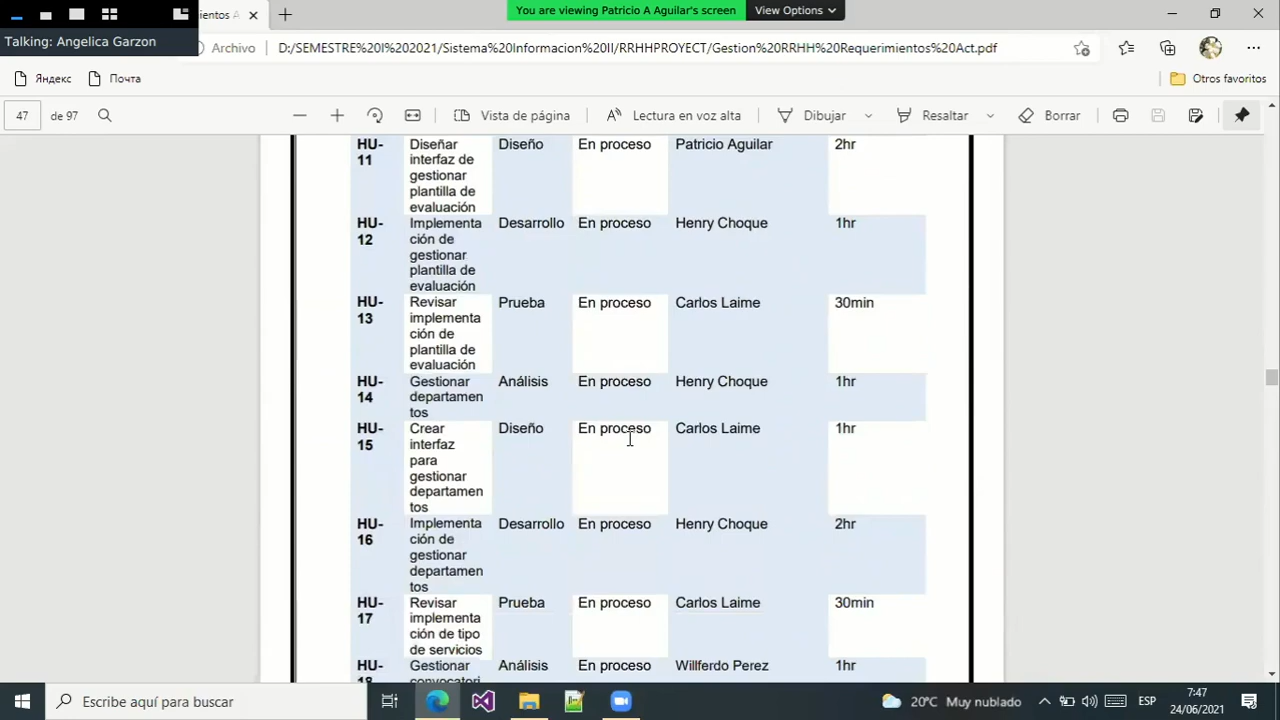 Talking: Angelica Garzon
You are viewing Patricio A Aguilar's screen
View Options
Archivo
D:/SEMESTRE%20I%202021/Sistema%20Informacion%20II/RRHHPROYECT/Gestion%20RRHH%20Requerimientos%20Act.pdf
Яндекс
Почта
Otros favoritos
47
de 97
Vista de página
Lectura en voz alta
Dibujar
Resaltar
Borrar
HU-
11
Diseñar
interfaz de
gestionar
plantilla de
evaluación
Diseño
En proceso
Patricio Aguilar
2hr
HU-
12
Implementa
ción de
gestionar
plantilla de
evaluación
Desarrollo
En proceso
Henry Choque
1hr
HU-
13
Revisar
implementa
ción de
plantilla de
evaluación
Prueba
En proceso
Carlos Laime
30min
HU-
14
Gestionar
departamen
tos
Análisis
En proceso
Henry Choque
1hr
HU-
15
Crear
interfaz
para
gestionar
departamen
tos
Diseño
En proceso
Carlos Laime
1hr
HU-
16
Implementa
ción de
gestionar
departamen
tos
Desarrollo
En proceso
Henry Choque
2hr
HU-
17
Revisar
implementa
ción de tipo
de servicios
Prueba
En proceso
Carlos Laime
30min
HU-
18
Gestionar
convocatori
Análisis
En proceso
Willferdo Perez
1hr
Escribe aquí para buscar
20°C Muy nublado
ESP
7:47
24/06/2021